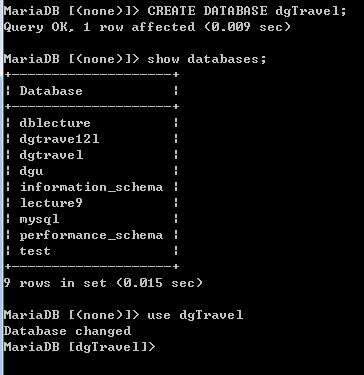 MariaDB [(none)]> CREATE DATABASE dgTravel;
Query OK, 1 row affected (0.009 sec)
MariaDB [(none)]> show databases;
+--------------------+
| Database           |
+--------------------+
| dblecture          |
| dgtrave12l         |
| dgtravel           |
| dgu                |
| information_schema |
| lecture9           |
| mysql              |
| performance_schema |
| test               |
+--------------------+
9 rows in set (0.015 sec)
MariaDB [(none)]> use dgTravel
Database changed
MariaDB [dgTravel]>